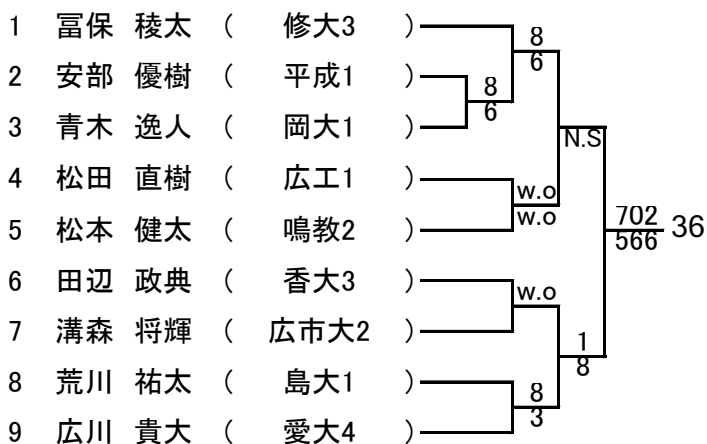 1 冨保 稜太 ( 修大3 )
8
6
2 安部 優樹 ( 平成1 )
8
6
3 青木 逸人 ( 岡大1 )
N.S
4 松田 直樹 ( 広工1 )
w.o
w.o
5 松本 健太 ( 鳴教2 )
702
566
36
6 田辺 政典 ( 香大3 )
w.o
7 溝森 将輝 ( 広市大2 )
1
8
8 荒川 祐太 ( 島大1 )
8
3
9 広川 貴大 ( 愛大4 )